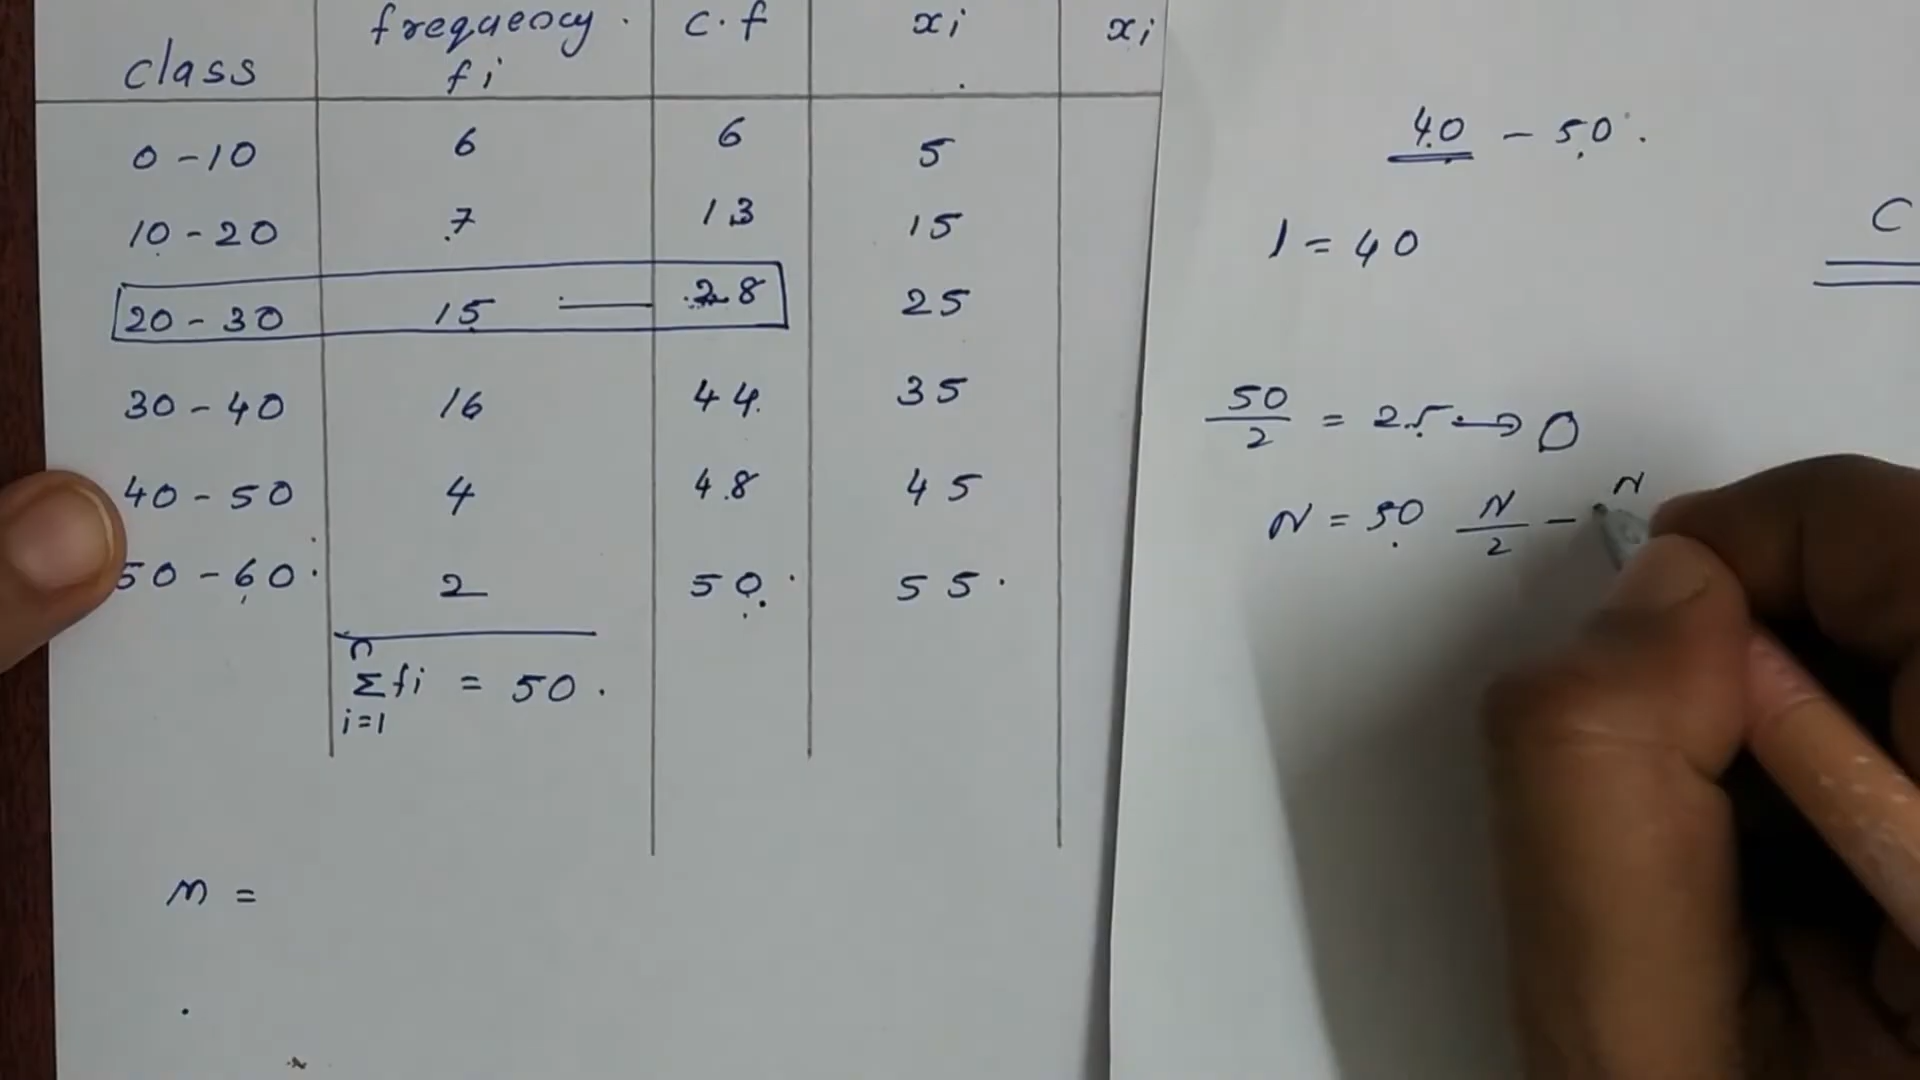 class frequency . c.f xi xi
fi
0 - 10 6 6 5
10 - 20 7 13 15
20 - 30 15 28 25
30 - 40 16 44 35
40 - 50 4 48 45
50 - 60 2 50 55
n
Σ fi = 50 .
i=1
m =
40 - 50
l = 40
C
50/2 = 25 → 0
N = 50 N/2 - N